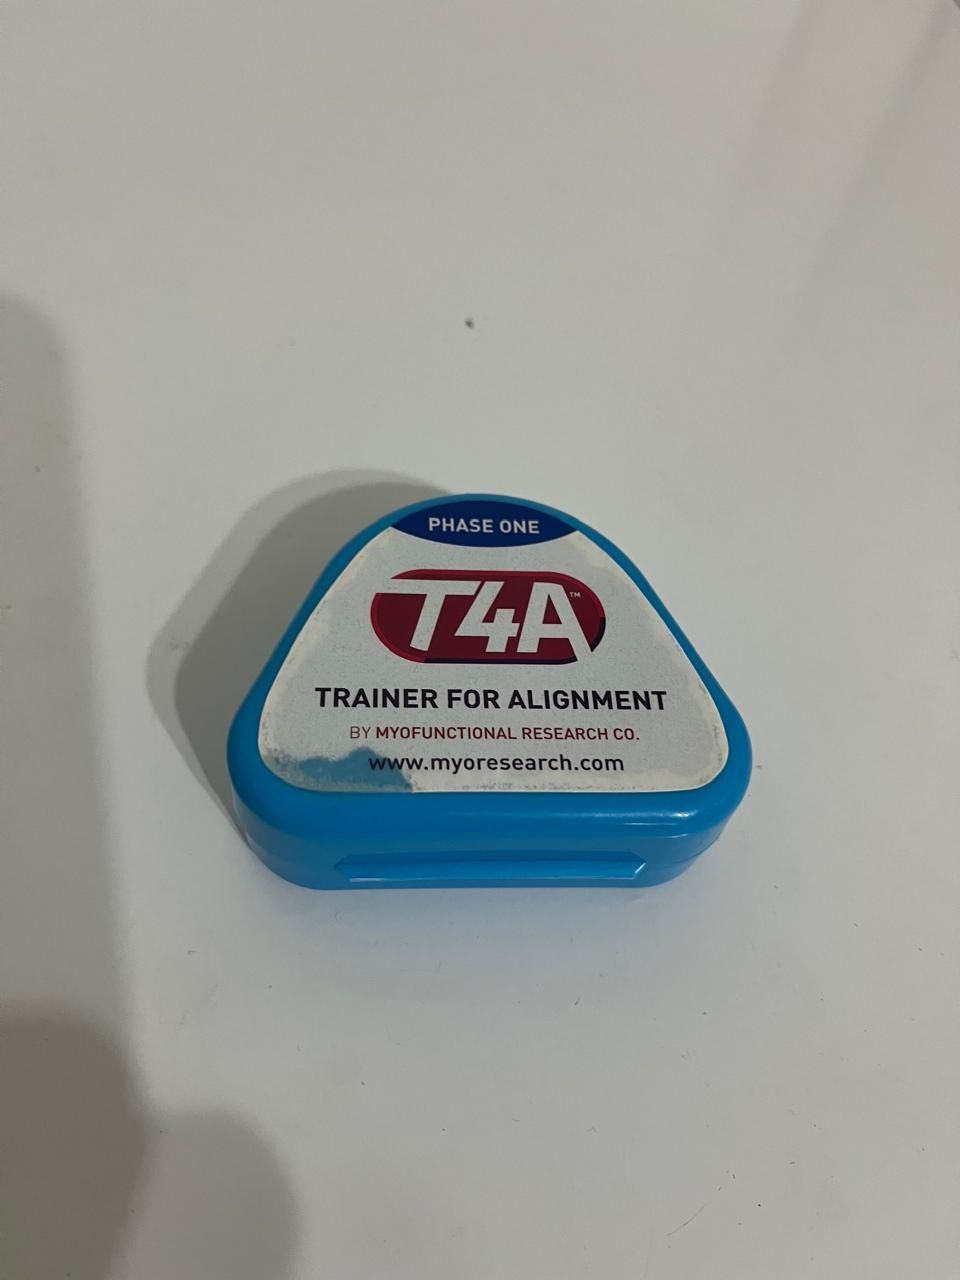 PHASE ONE
T4A™
TRAINER FOR ALIGNMENT
BY MYOFUNCTIONAL RESEARCH CO.
www.myoresearch.com